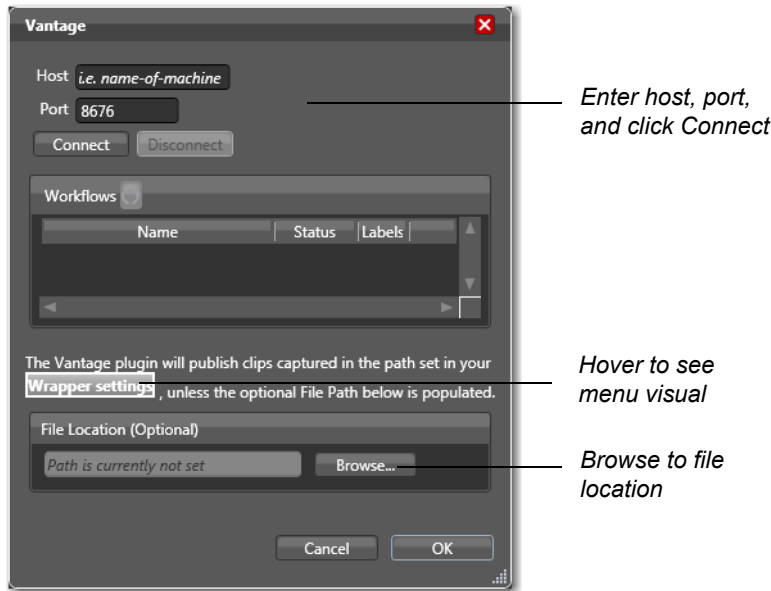 Vantage
Host i.e. name-of-machine
Port 8676
Enter host, port,
and click Connect
Connect Disconnect
Workflows
Name Status Labels
The Vantage plugin will publish clips captured in the path set in your
Wrapper settings , unless the optional File Path below is populated.
Hover to see
menu visual
File Location (Optional)
Path is currently not set Browse...
Browse to file
location
Cancel OK